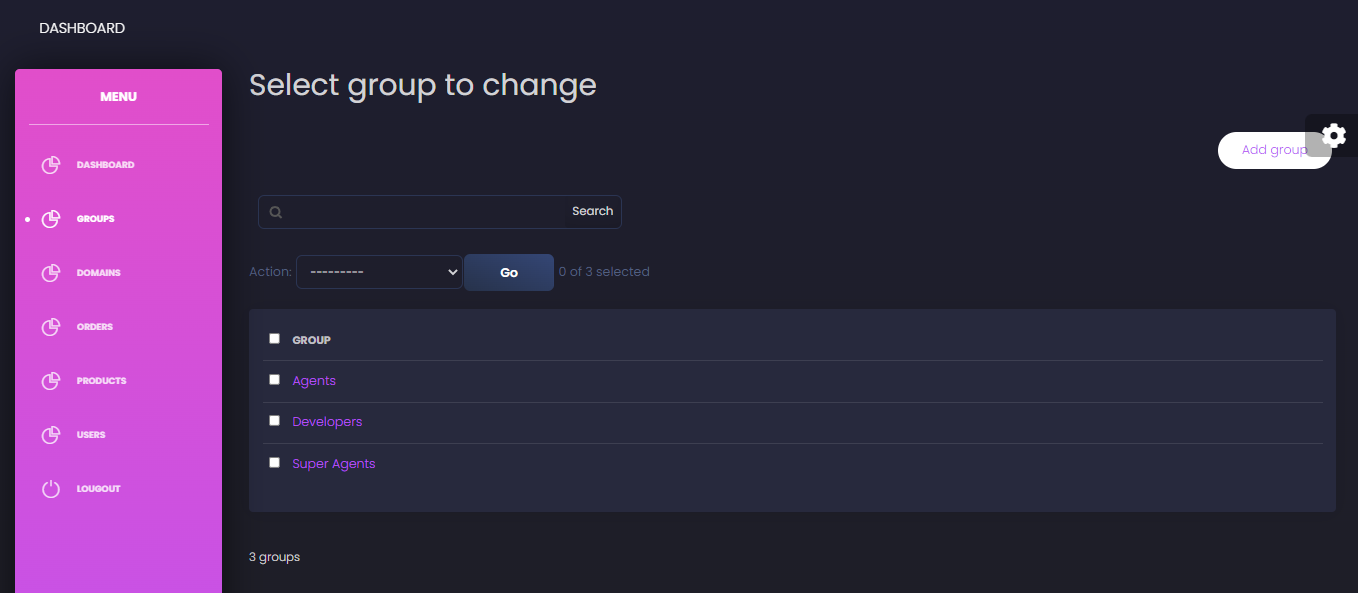 DASHBOARD
MENU
DASHBOARD
GROUPS
DOMAINS
ORDERS
PRODUCTS
USERS
LOUGOUT
Select group to change
Add group
Search
Action: --------- Go 0 of 3 selected
GROUP
Agents
Developers
Super Agents
3 groups